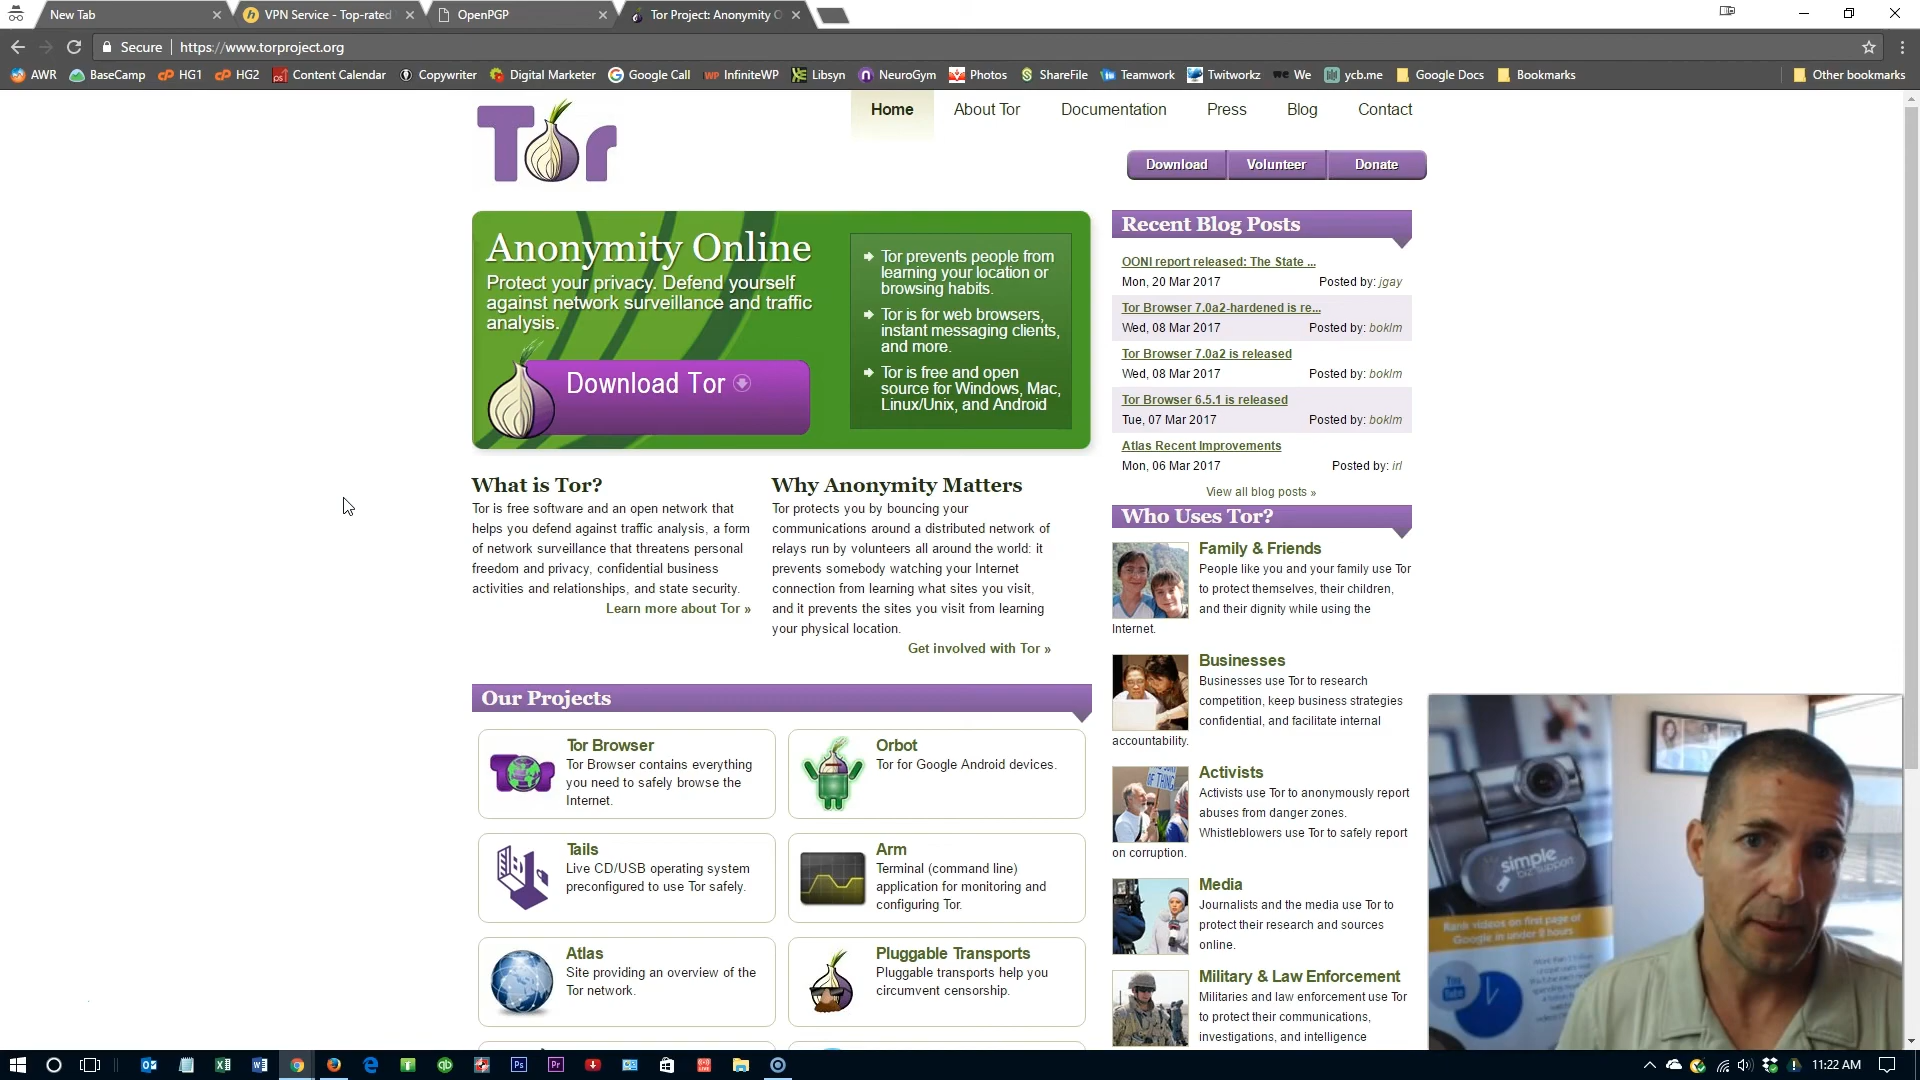 New Tab
VPN Service - Top-rated
OpenPGP
Tor Project: Anonymity O
Secure
https://www.torproject.org
AWR
BaseCamp
HG1
HG2
Content Calendar
Copywriter
Digital Marketer
Google Call
InfiniteWP
Libsyn
NeuroGym
Photos
ShareFile
Teamwork
Twitworkz
We
ycb.me
Google Docs
Bookmarks
Other bookmarks
Tor
Home
About Tor
Documentation
Press
Blog
Contact
Download
Volunteer
Donate
Anonymity Online
Protect your privacy. Defend yourself
against network surveillance and traffic
analysis.
Download Tor
Tor prevents people from
learning your location or
browsing habits.
Tor is for web browsers,
instant messaging clients,
and more.
Tor is free and open
source for Windows, Mac,
Linux/Unix, and Android
What is Tor?
Tor is free software and an open network that
helps you defend against traffic analysis, a form
of network surveillance that threatens personal
freedom and privacy, confidential business
activities and relationships, and state security.
Learn more about Tor »
Why Anonymity Matters
Tor protects you by bouncing your
communications around a distributed network of
relays run by volunteers all around the world: it
prevents somebody watching your Internet
connection from learning what sites you visit,
and it prevents the sites you visit from learning
your physical location.
Get involved with Tor »
Our Projects
Tor Browser
Tor Browser contains everything
you need to safely browse the
Internet.
Orbot
Tor for Google Android devices.
Tails
Live CD/USB operating system
preconfigured to use Tor safely.
Arm
Terminal (command line)
application for monitoring and
configuring Tor.
Atlas
Site providing an overview of the
Tor network.
Pluggable Transports
Pluggable transports help you
circumvent censorship.
Recent Blog Posts
OONI report released: The State ...
Mon, 20 Mar 2017 Posted by: jgay
Tor Browser 7.0a2-hardened is re...
Wed, 08 Mar 2017 Posted by: boklm
Tor Browser 7.0a2 is released
Wed, 08 Mar 2017 Posted by: boklm
Tor Browser 6.5.1 is released
Tue, 07 Mar 2017 Posted by: boklm
Atlas Recent Improvements
Mon, 06 Mar 2017 Posted by: irl
View all blog posts »
Who Uses Tor?
Family & Friends
People like you and your family use Tor
to protect themselves, their children,
and their dignity while using the
Internet.
Businesses
Businesses use Tor to research
competition, keep business strategies
confidential, and facilitate internal
accountability.
Activists
Activists use Tor to anonymously report
abuses from danger zones.
Whistleblowers use Tor to safely report
on corruption.
Media
Journalists and the media use Tor to
protect their research and sources
online.
Military & Law Enforcement
Militaries and law enforcement use Tor
to protect their communications,
investigations, and intelligence
simple
biz support
Rank videos on first page of
Google in under 2 hours
You
11:22 AM